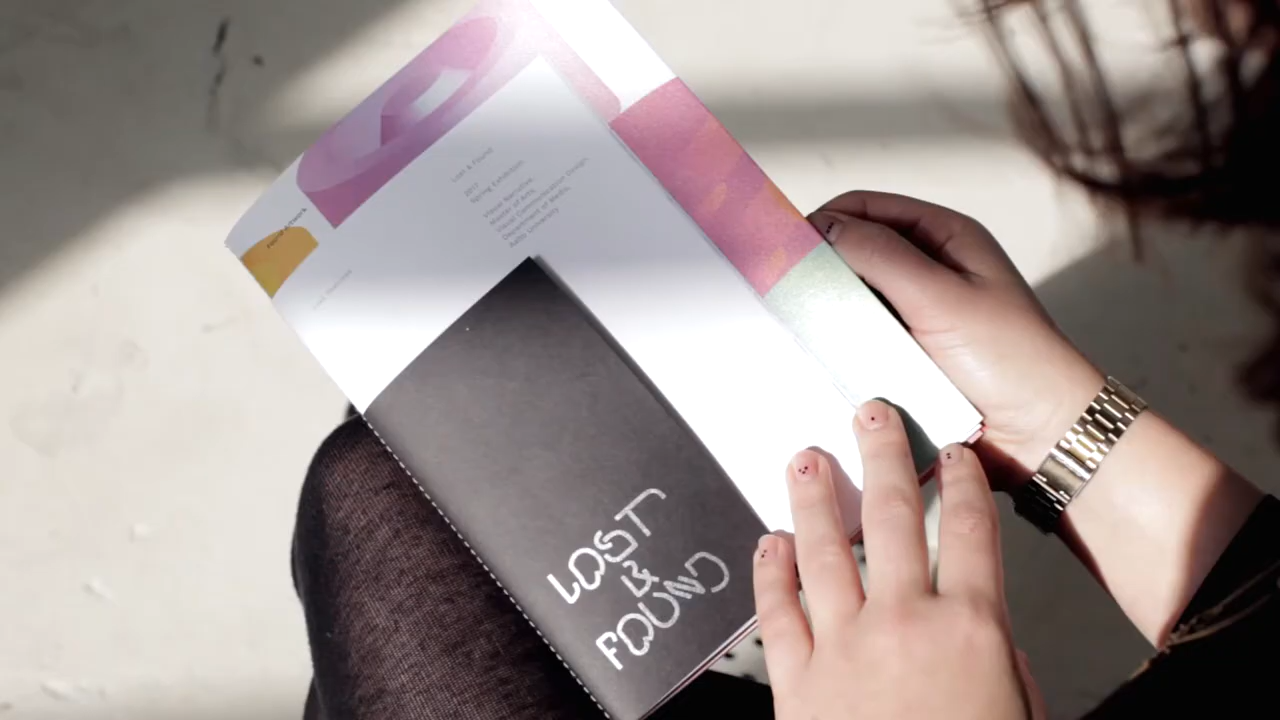 Lost & Found
2017
Spring Exhibition
Visual Narrative
Master of Arts
Visual Communication Design
Department of Media,
Aalto University
LOST
&
FOUND